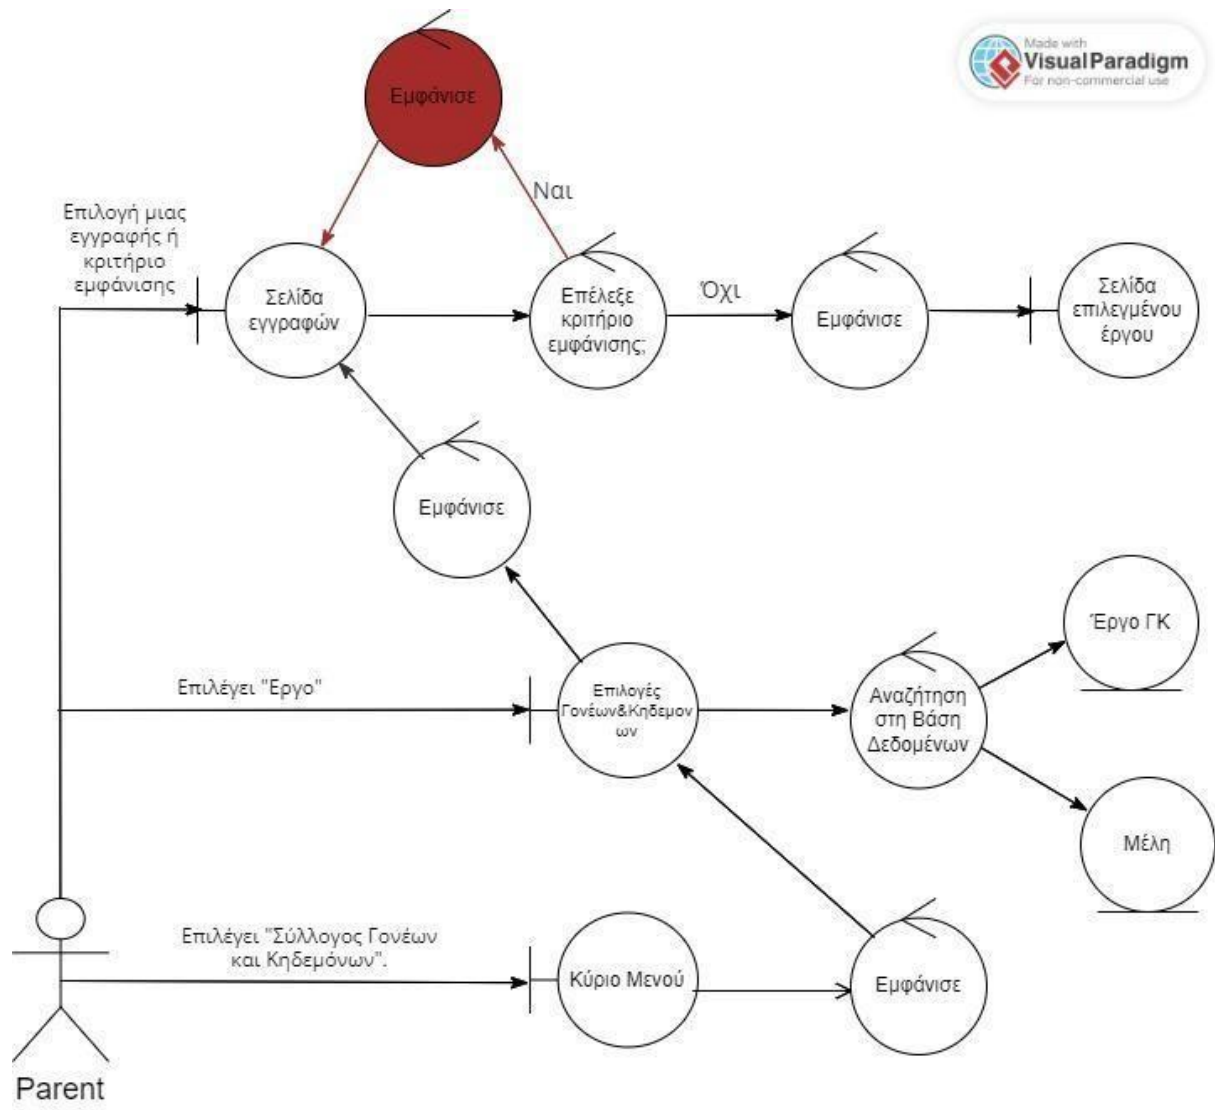 Made with
Visual Paradigm
For non-commercial use
Εμφάνισε
Ναι
Επιλογή μιας
εγγραφής ή
κριτήριο
εμφάνισης
Σελίδα
εγγραφών
Επέλεξε
κριτήριο
εμφάνισης;
Όχι
Εμφάνισε
Σελίδα
επιλεγμένου
έργου
Εμφάνισε
Έργο ΓΚ
Επιλέγει "Εργο"
Επιλογές
Γονέων&Κηδεμον
ων
Αναζήτηση
στη Βάση
Δεδομένων
Μέλη
Επιλέγει "Σύλλογος Γονέων
και Κηδεμόνων".
Κύριο Μενού
Εμφάνισε
Parent